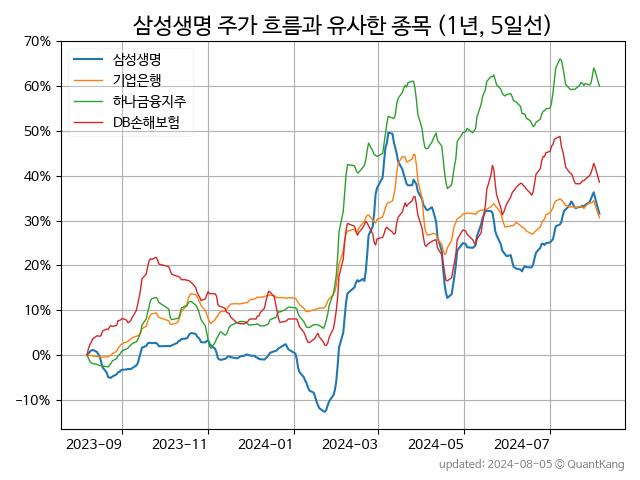 삼성생명 주가 흐름과 유사한 종목 (1년, 5일선)
70%
60%
50%
40%
30%
20%
10%
0%
-10%
삼성생명
기업은행
하나금융지주
DB손해보험
2023-09 2023-11 2024-01 2024-03 2024-05 2024-07
updated: 2024-08-05 © QuantKang